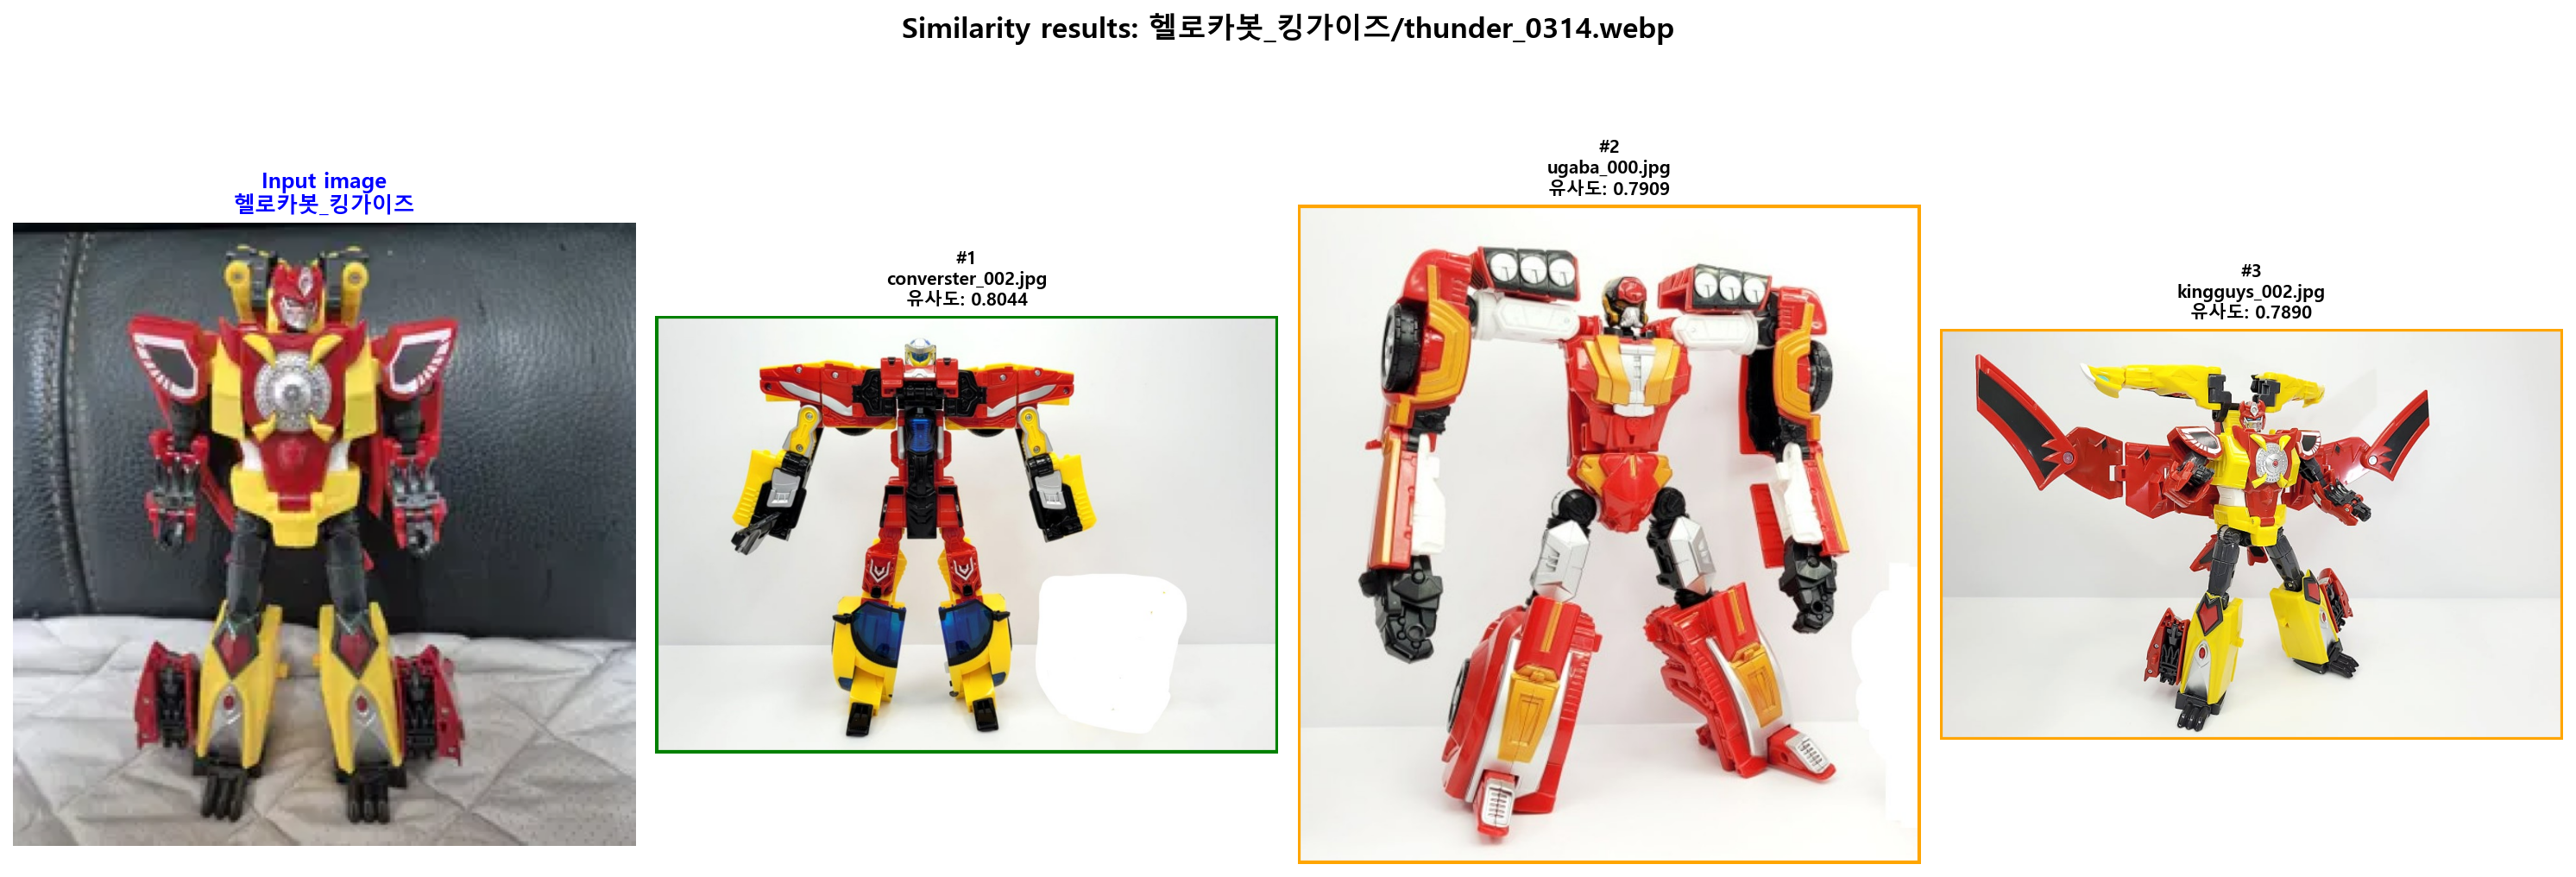 Similarity results: 헬로카봇_킹가이즈/thunder_0314.webp
Input image
헬로카봇_킹가이즈
#1
converster_002.jpg
유사도: 0.8044
#2
ugaba_000.jpg
유사도: 0.7909
#3
kingguys_002.jpg
유사도: 0.7890